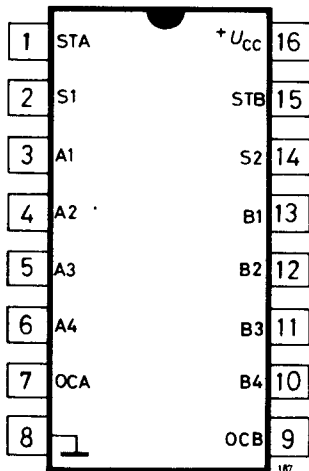 1 STA +UCC 16
2 S1 STB 15
3 A1 S2 14
4 A2 B1 13
5 A3 B2 12
6 A4 B3 11
7 OCA B4 10
8 OCB 9
187